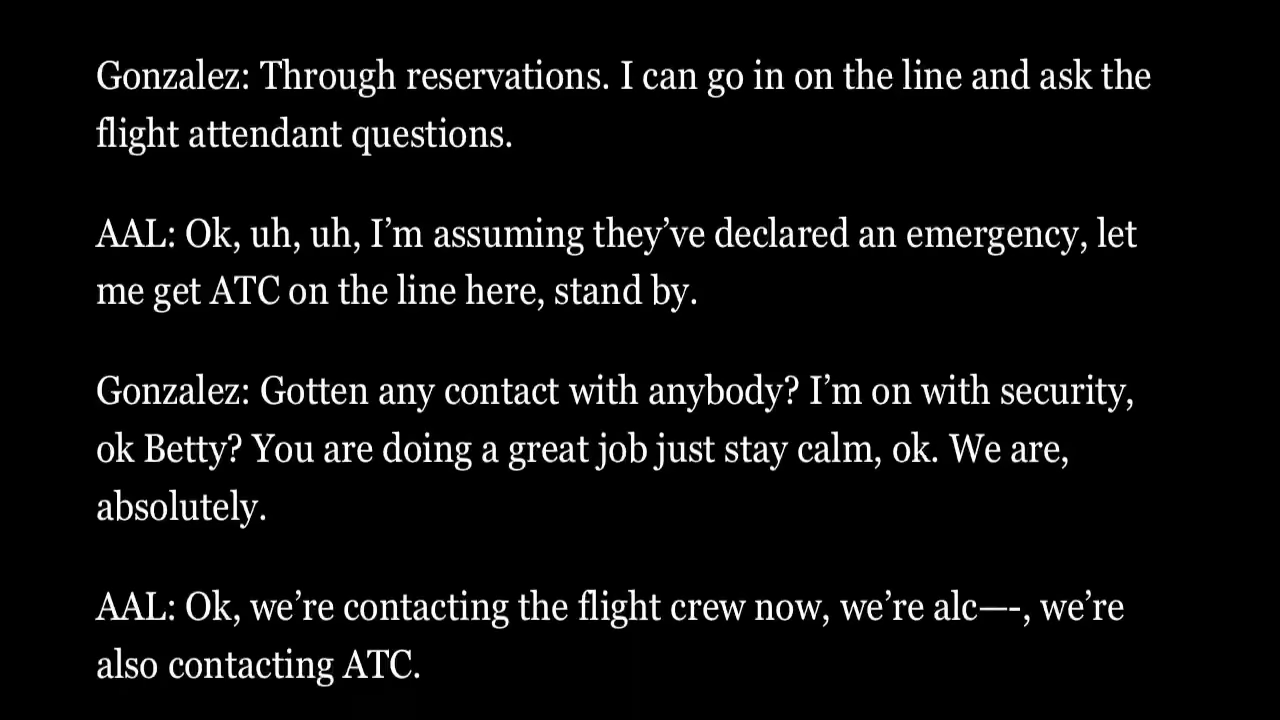 Gonzalez: Through reservations. I can go in on the line and ask the
flight attendant questions.
AAL: Ok, uh, uh, I’m assuming they’ve declared an emergency, let
me get ATC on the line here, stand by.
Gonzalez: Gotten any contact with anybody? I’m on with security,
ok Betty? You are doing a great job just stay calm, ok. We are,
absolutely.
AAL: Ok, we’re contacting the flight crew now, we’re alc—-, we’re
also contacting ATC.